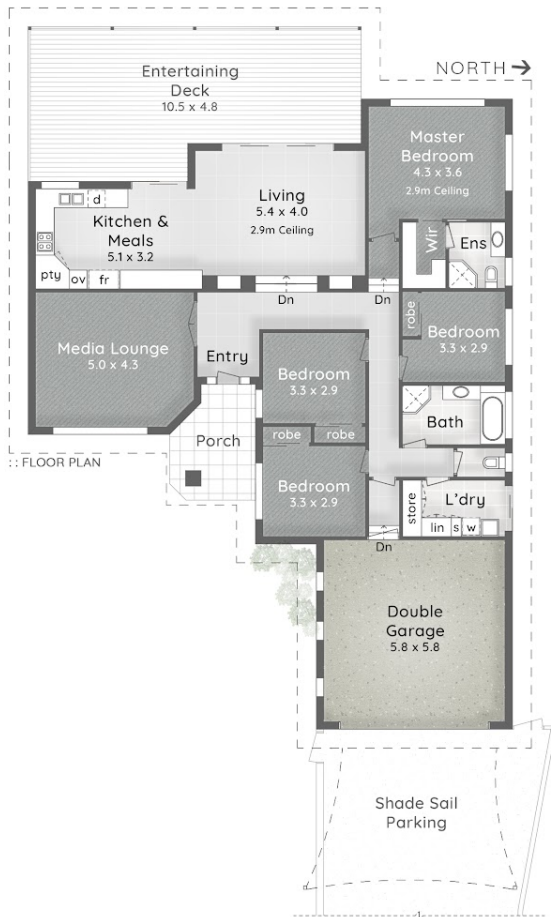 NORTH
Entertaining
Deck
10.5 x 4.8
Master
Bedroom
4.3 x 3.6
2.9m Ceiling
Living
5.4 x 4.0
2.9m Ceiling
d
Kitchen &
Meals
5.1 x 3.2
Wir
Ens
pty
ov
fr
Dn
Dn
robe
Bedroom
3.3 x 2.9
Media Lounge
5.0 x 4.3
Entry
Bedroom
3.3 x 2.9
Bath
Porch
robe
robe
:: FLOOR PLAN
Bedroom
3.3 x 2.9
store
L'dry
lin
s
w
Dn
Double
Garage
5.8 x 5.8
Shade Sail
Parking